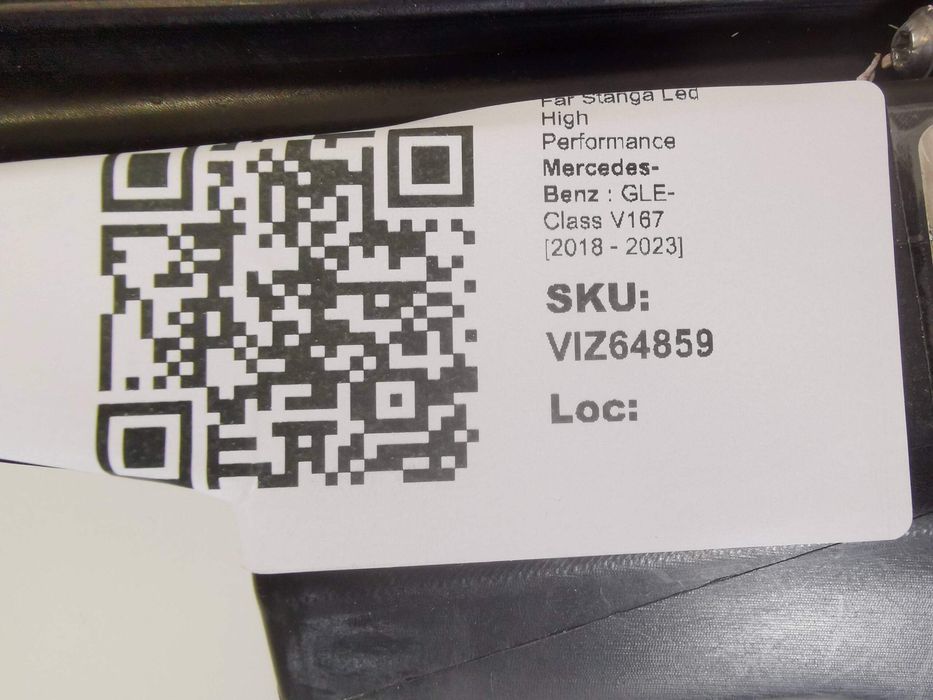 Far Stanga Led
High
Performance
Mercedes-
Benz : GLE-
Class V167
[2018 - 2023]
SKU:
VIZ64859
Loc: